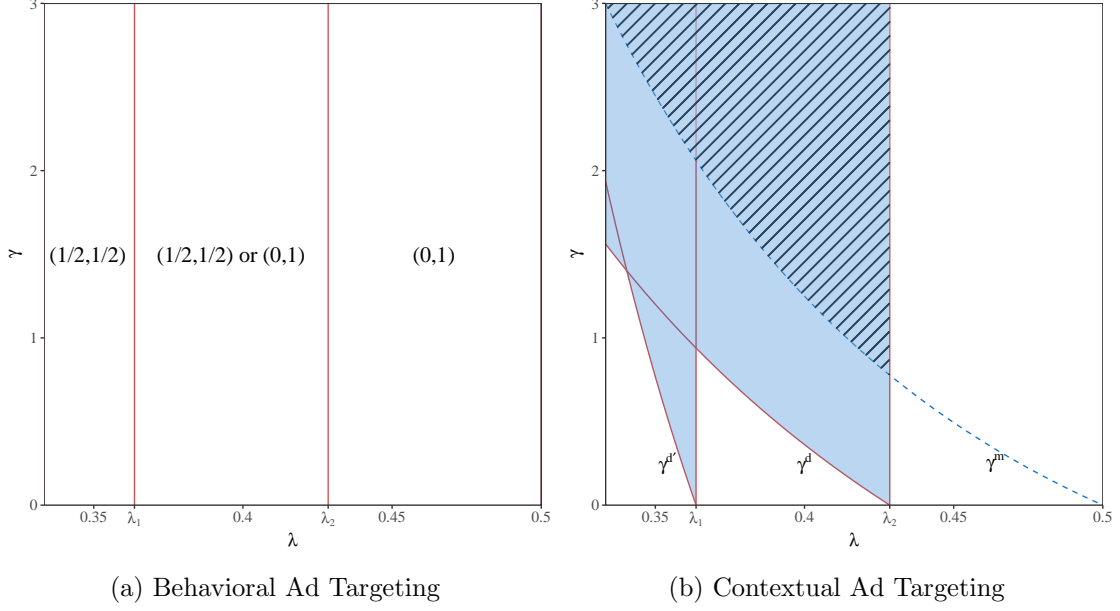 3
2
γ
(1/2,1/2)
(1/2,1/2) or (0,1)
(0,1)
1
0
0.35
λ₁
0.4
λ₂
0.45
0.5
λ
(a) Behavioral Ad Targeting
3
2
γ
1
γᵈ′
γᵈ
γᵐ
0
0.35
λ₁
0.4
λ₂
0.45
0.5
λ
(b) Contextual Ad Targeting